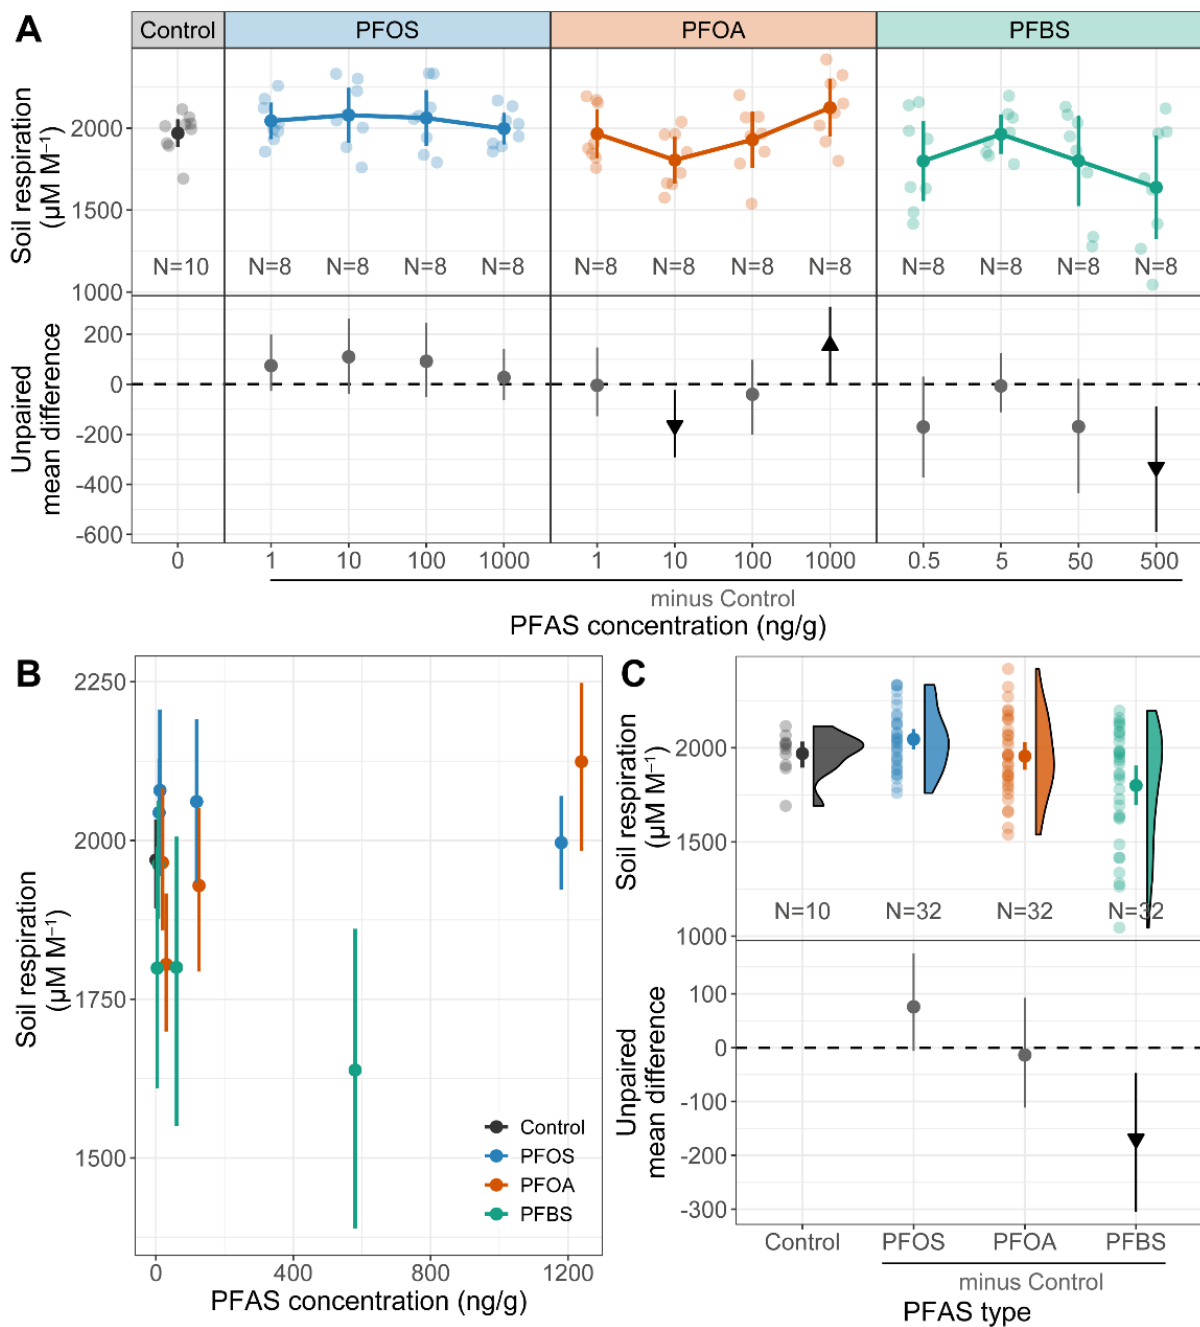 A
Control PFOS PFOA PFBS
Soil respiration
(µM M⁻¹)
2000
1500
1000
N=10 N=8 N=8 N=8 N=8 N=8 N=8 N=8 N=8 N=8 N=8 N=8 N=8
Unpaired
mean difference
200
0
-200
-400
-600
0 1 10 100 1000 1 10 100 1000 0.5 5 50 500
minus Control
PFAS concentration (ng/g)
B
Soil respiration
(µM M⁻¹)
2250
2000
1750
1500
Control
PFOS
PFOA
PFBS
0 400 800 1200
PFAS concentration (ng/g)
C
Soil respiration
(µM M⁻¹)
2000
1500
1000
N=10 N=32 N=32 N=32
Unpaired
mean difference
100
0
-100
-200
-300
Control PFOS PFOA PFBS
minus Control
PFAS type